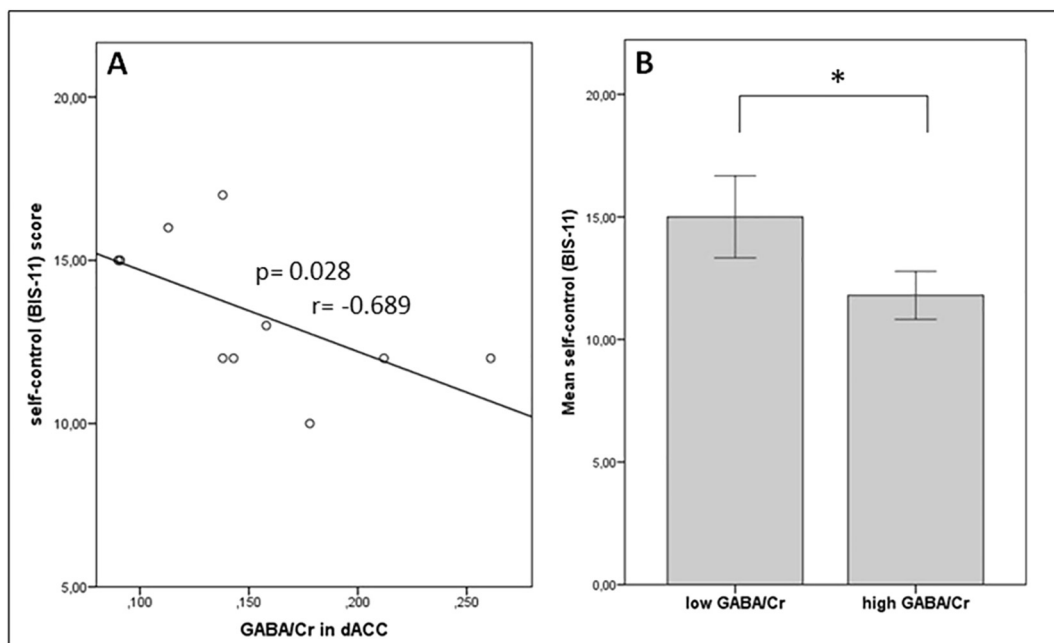 A
20,00
15,00
10,00
5,00
self-control (BIS-11) score
p= 0.028
r= -0.689
,100 ,150 ,200 ,250
GABA/Cr in dACC
B
*
20,00
15,00
10,00
5,00
0,00
Mean self-control (BIS-11)
low GABA/Cr high GABA/Cr